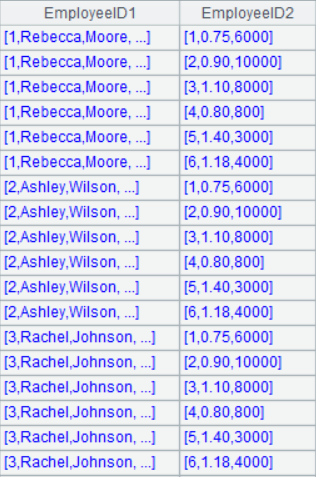 EmployeeID1 EmployeeID2
[1,Rebecca,Moore, ...] [1,0.75,6000]
[1,Rebecca,Moore, ...] [2,0.90,10000]
[1,Rebecca,Moore, ...] [3,1.10,8000]
[1,Rebecca,Moore, ...] [4,0.80,800]
[1,Rebecca,Moore, ...] [5,1.40,3000]
[1,Rebecca,Moore, ...] [6,1.18,4000]
[2,Ashley,Wilson, ...] [1,0.75,6000]
[2,Ashley,Wilson, ...] [2,0.90,10000]
[2,Ashley,Wilson, ...] [3,1.10,8000]
[2,Ashley,Wilson, ...] [4,0.80,800]
[2,Ashley,Wilson, ...] [5,1.40,3000]
[2,Ashley,Wilson, ...] [6,1.18,4000]
[3,Rachel,Johnson, ...] [1,0.75,6000]
[3,Rachel,Johnson, ...] [2,0.90,10000]
[3,Rachel,Johnson, ...] [3,1.10,8000]
[3,Rachel,Johnson, ...] [4,0.80,800]
[3,Rachel,Johnson, ...] [5,1.40,3000]
[3,Rachel,Johnson, ...] [6,1.18,4000]